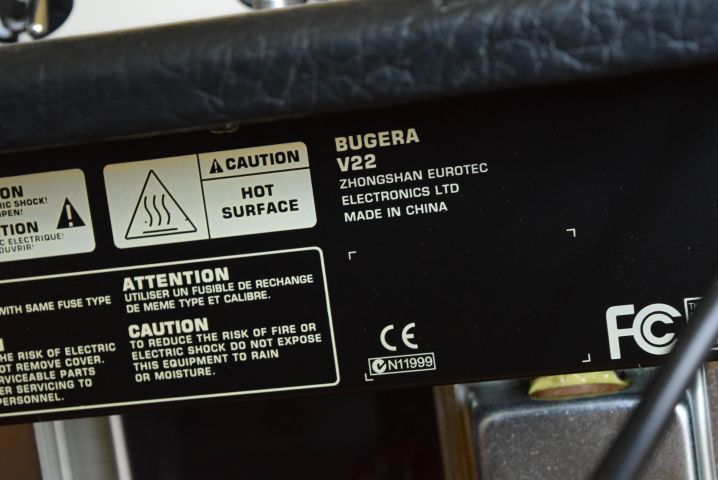 BUGERA
V22
ZHONGSHAN EUROTEC
ELECTRONICS LTD
MADE IN CHINA
CAUTION
HOT
SURFACE
ON
C SHOCK!
OPEN!
TION
C ELECTRIQUE!
OUVRIR!
WITH SAME FUSE TYPE
ATTENTION
UTILISER UN FUSIBLE DE RECHANGE
DE MEME TYPE ET CALIBRE.
CAUTION
TO REDUCE THE RISK OF FIRE OR
ELECTRIC SHOCK DO NOT EXPOSE
THIS EQUIPMENT TO RAIN
OR MOISTURE.
HE RISK OF ELECTRIC
OT REMOVE COVER.
RVICEABLE PARTS
ER SERVICING TO
PERSONNEL.
CE
N11999
FC